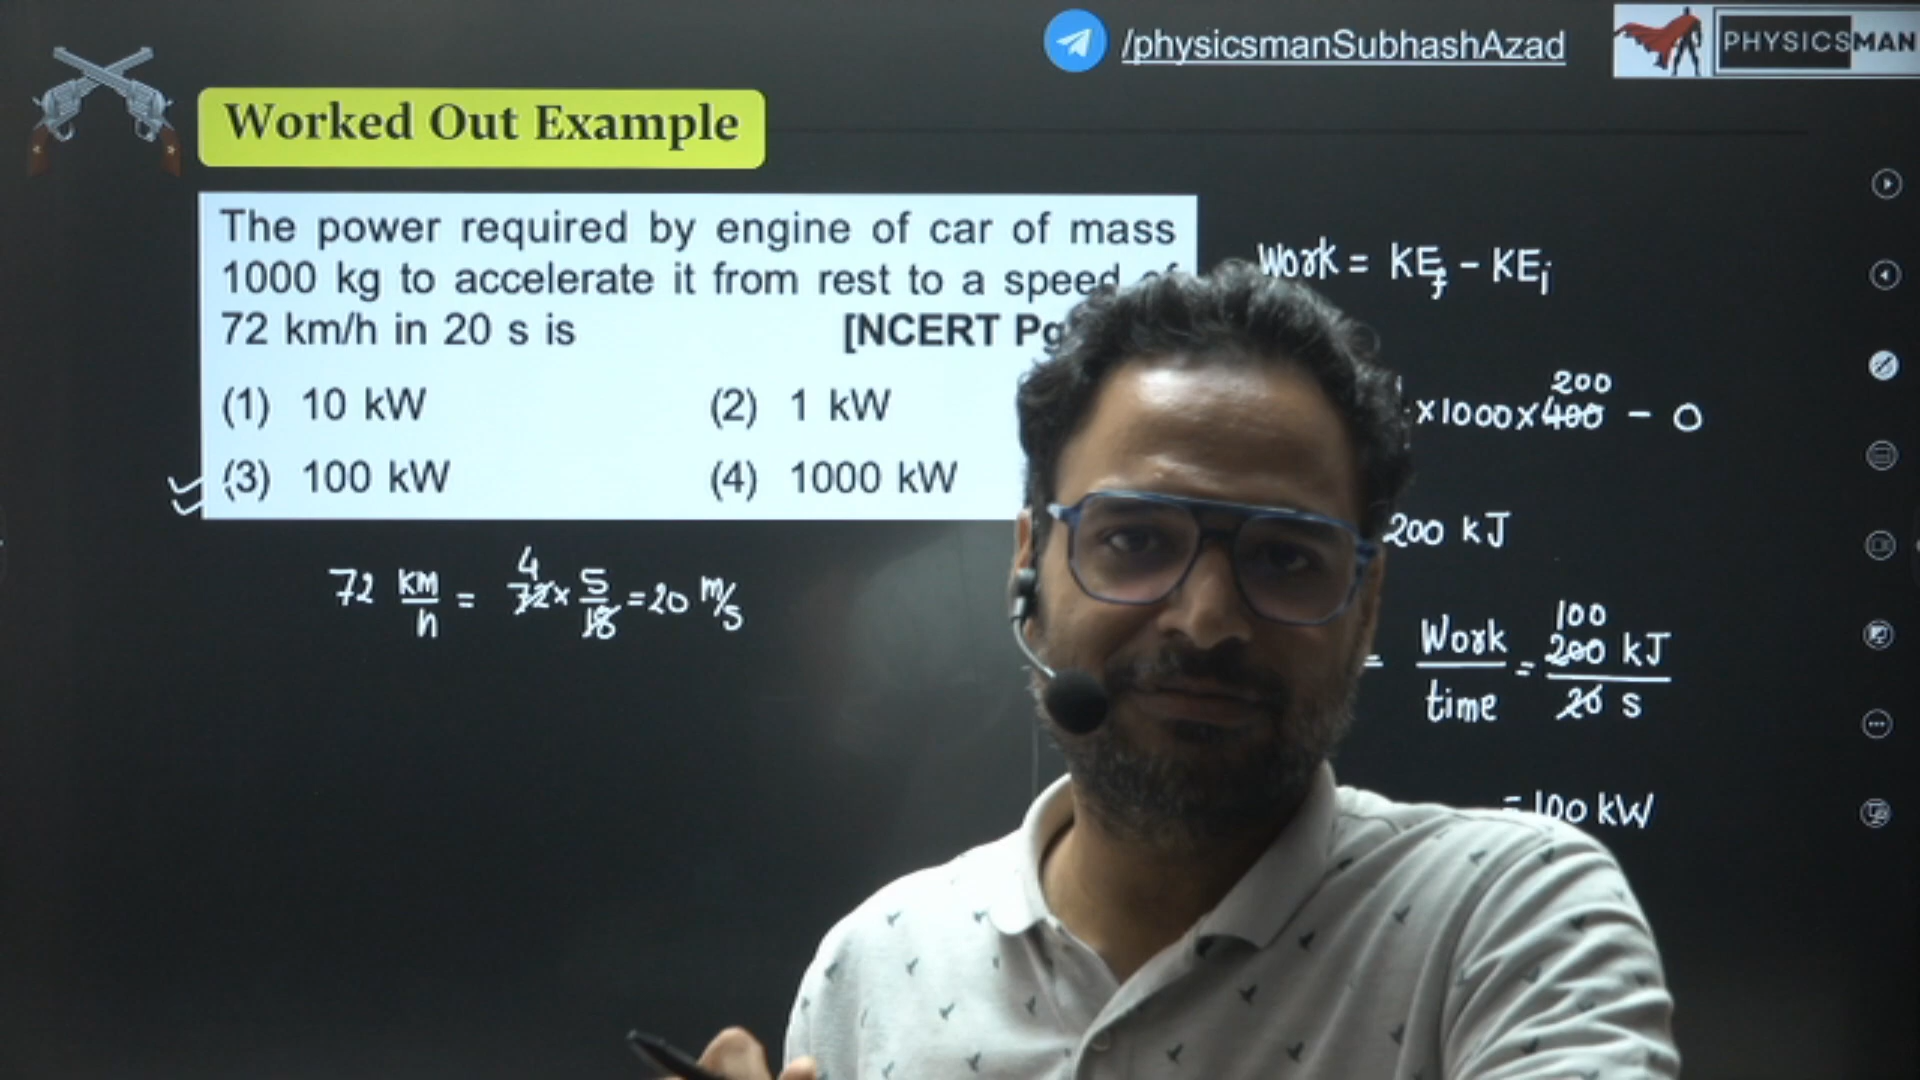 /physicsmanSubhashAzad
PHYSICSMAN
Worked Out Example
The power required by engine of car of mass
1000 kg to accelerate it from rest to a speed of
72 km/h in 20 s is [NCERT Pg
(1) 10 kW (2) 1 kW
(3) 100 kW (4) 1000 kW
72 km/h = 4 72 × 5/18 = 20 m/s
Work = KEf - KEi
200
×1000×400 - 0
200 kJ
100
= Work/time = 200 kJ/20 s
= 100 kW